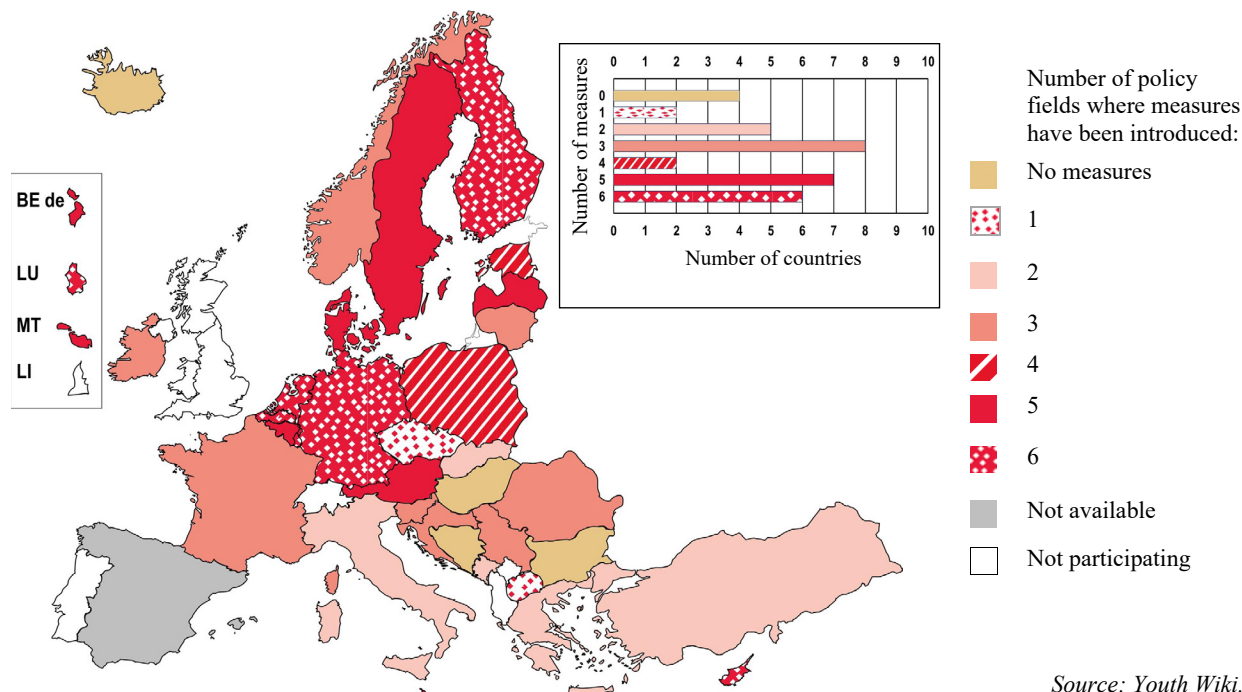 0 1 2 3 4 5 6 7 8 9 10
Number of measures
0
1
2
3
4
5
6
0 1 2 3 4 5 6 7 8 9 10
Number of countries
BE de
LU
MT
LI
Number of policy
fields where measures
have been introduced:
No measures
1
2
3
4
5
6
Not available
Not participating
Source: Youth Wiki.